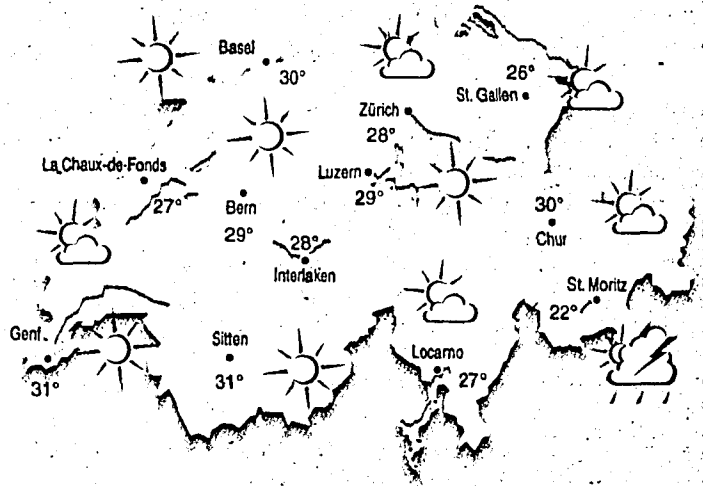 Basel
30°
26°
St. Gallen
Zürich
28°
La Chaux-de-Fonds
27°
Bern
29°
Luzern
29°
30°
Chur
28°
Interlaken
St. Moritz
22°
Genf
31°
Sitten
31°
Locarno
27°